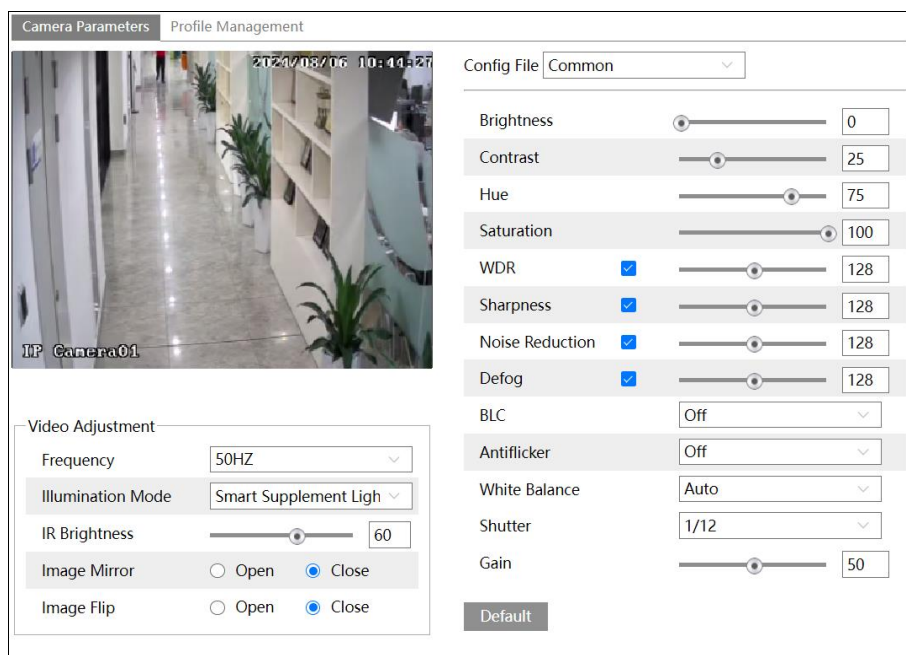 Camera Parameters Profile Management
2024/08/06 10:44:27
IP Camera01
Config File Common
Brightness 0
Contrast 25
Hue 75
Saturation 100
WDR 128
Sharpness 128
Noise Reduction 128
Defog 128
BLC Off
Antiflicker Off
White Balance Auto
Shutter 1/12
Gain 50
Default
Video Adjustment
Frequency 50HZ
Illumination Mode Smart Supplement Ligh
IR Brightness 60
Image Mirror Open Close
Image Flip Open Close